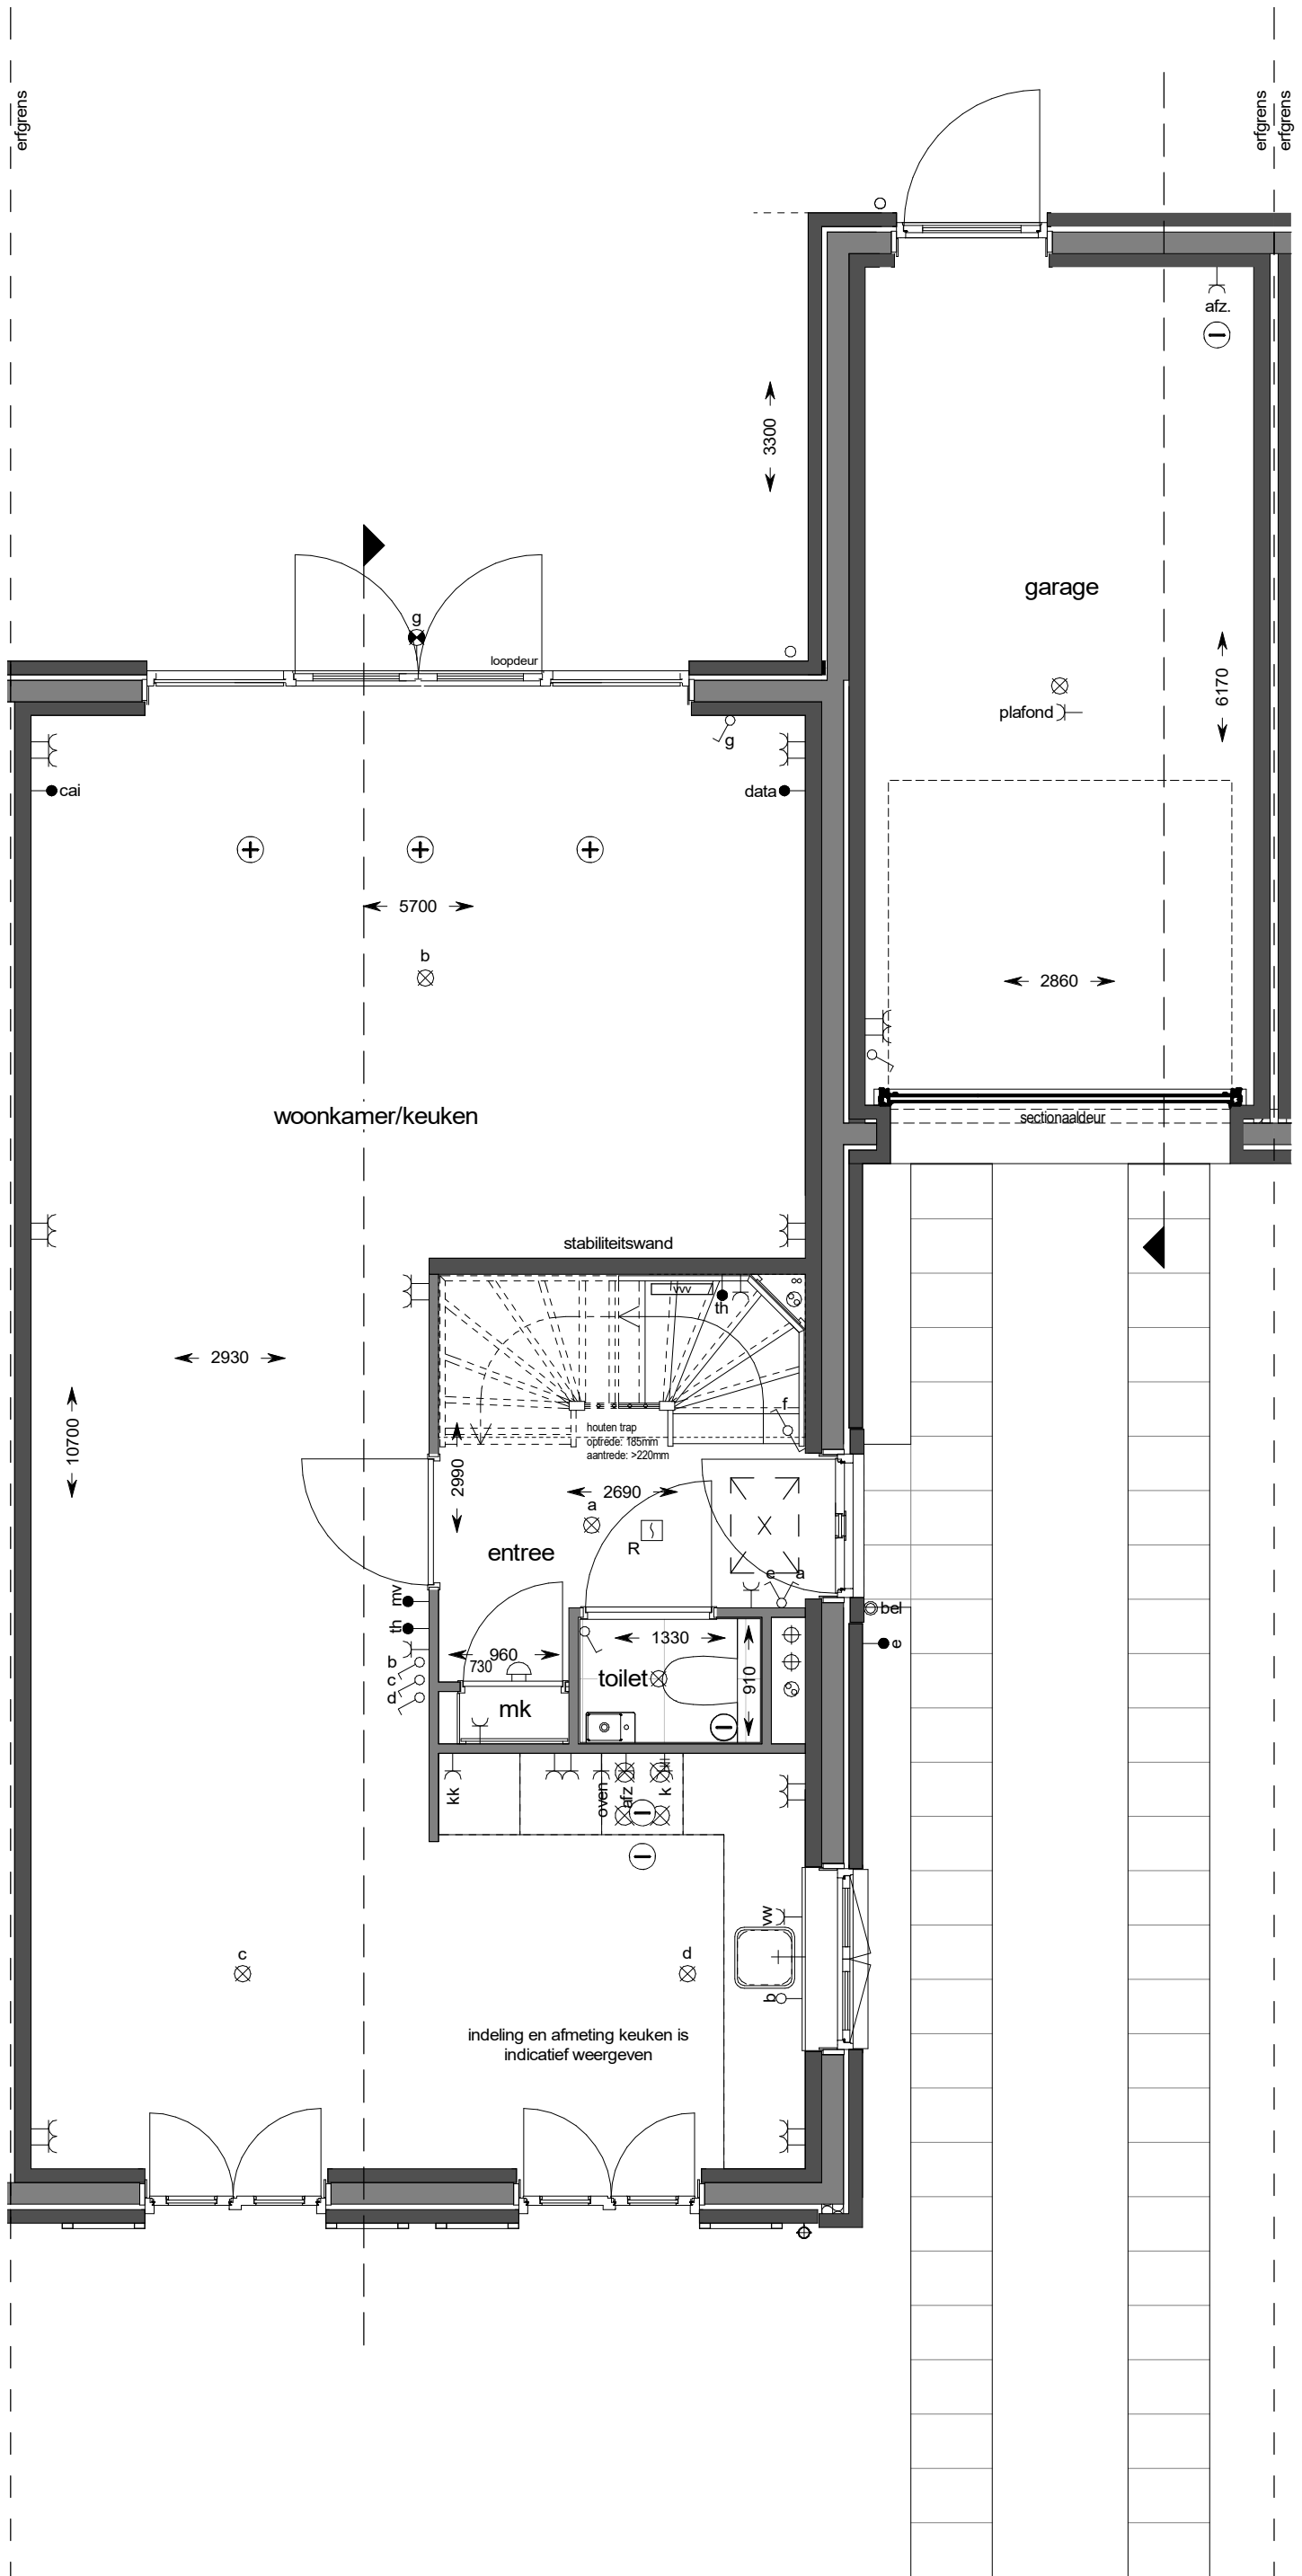 erfgrens
erfgrens
erfgrens
afz.
3300
garage
g
loopdeur
6170
plafond
g
cai
data
5700
b
2860
woonkamer/keuken
sectionaaldeur
stabiliteitswand
vvv
th
2930
10700
f
houten trap
optrede: 185mm
aantrede: >220mm
2990
2690
a
R
entree
e
a
mv
bel
th
1330
e
960
730
b
toilet
910
c
d
mk
kk
oven
afz
k
vw
c
d
b
indeling en afmeting keuken is
indicatief weergeven